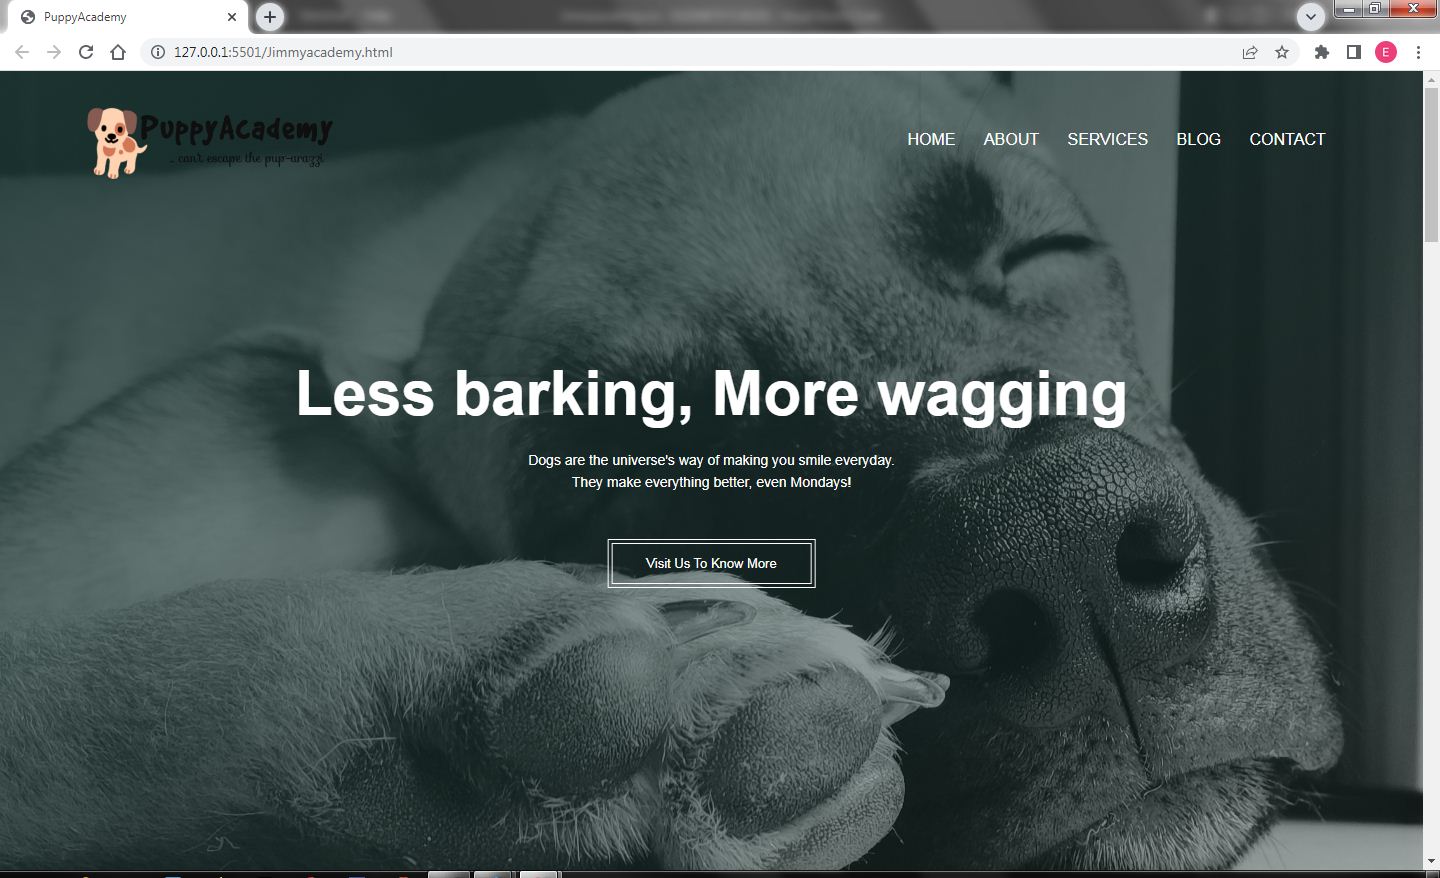 PuppyAcademy
127.0.0.1:5501/Jimmyacademy.html
E
PuppyAcademy
.. can't escape the pup-arazzi
HOME ABOUT SERVICES BLOG CONTACT
Less barking, More wagging
Dogs are the universe's way of making you smile everyday.
They make everything better, even Mondays!
Visit Us To Know More